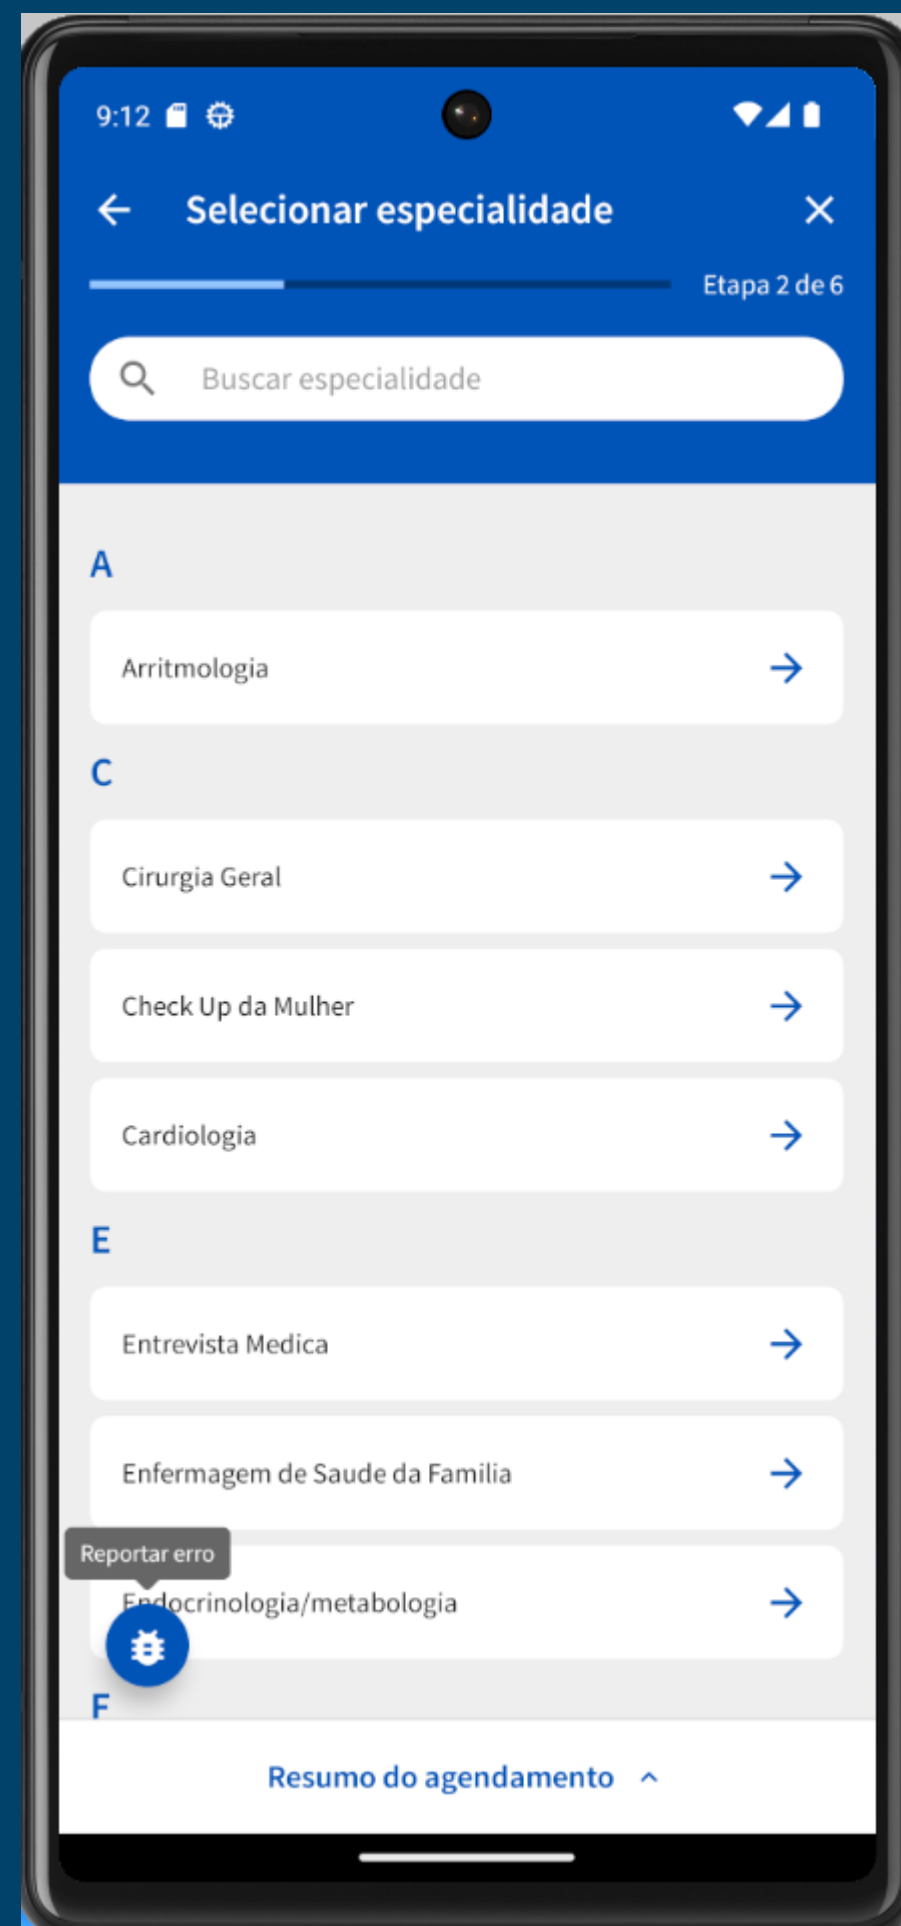 9:12
Selecionar especialidade
Etapa 2 de 6
Buscar especialidade
A
Arritmologia
C
Cirurgia Geral
Check Up da Mulher
Cardiologia
E
Entrevista Medica
Enfermagem de Saude da Familia
Reportar erro
Endocrinologia/metabologia
F
Resumo do agendamento